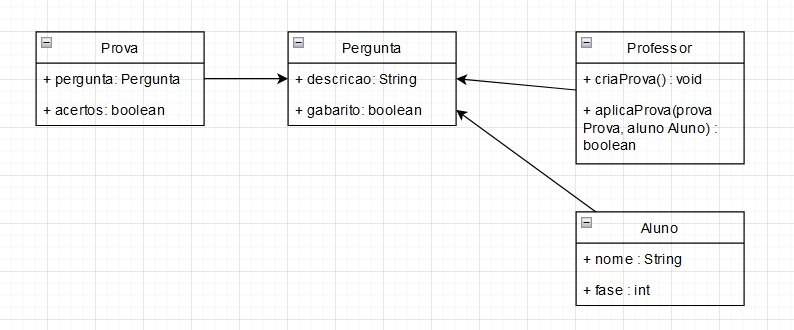 Prova
+ pergunta: Pergunta
+ acertos: boolean
Pergunta
+ descricao: String
+ gabarito: boolean
Professor
+ criaProva() : void
+ aplicaProva(prova
Prova, aluno Aluno) :
boolean
Aluno
+ nome : String
+ fase : int